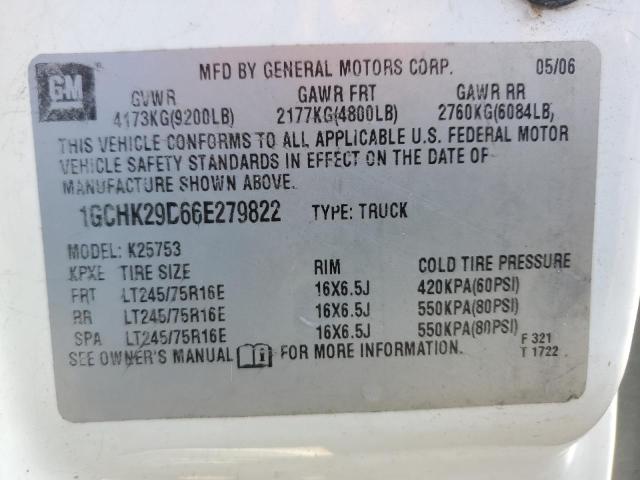 GM
MFD BY GENERAL MOTORS CORP. 05/06
GVWR GAWR FRT GAWR RR
4173KG(9200LB) 2177KG(4800LB) 2760KG(6084LB)
THIS VEHICLE CONFORMS TO ALL APPLICABLE U.S. FEDERAL MOTOR
VEHICLE SAFETY STANDARDS IN EFFECT ON THE DATE OF
MANUFACTURE SHOWN ABOVE.
1GCHK29D66E279822 TYPE: TRUCK
MODEL: K25753
KPXE TIRE SIZE RIM COLD TIRE PRESSURE
FRT LT245/75R16E 16X6.5J 420KPA(60PSI)
RR LT245/75R16E 16X6.5J 550KPA(80PSI)
SPA LT245/75R16E 16X6.5J 550KPA(80PSI)
SEE OWNER'S MANUAL FOR MORE INFORMATION.
F 321
T 1722